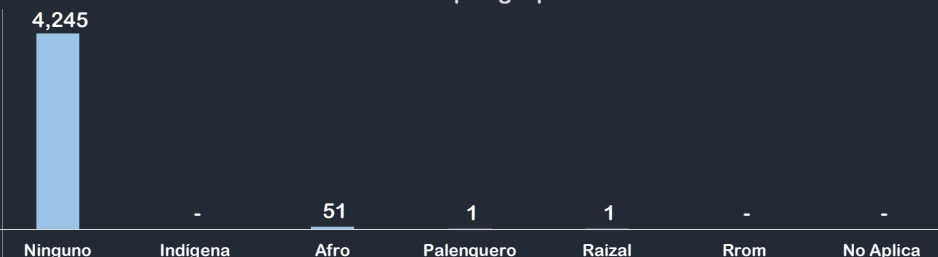 4,245
- 51 1 1 - -
Ninguno Indígena Afro Palenquero Raizal Rrom No Aplica